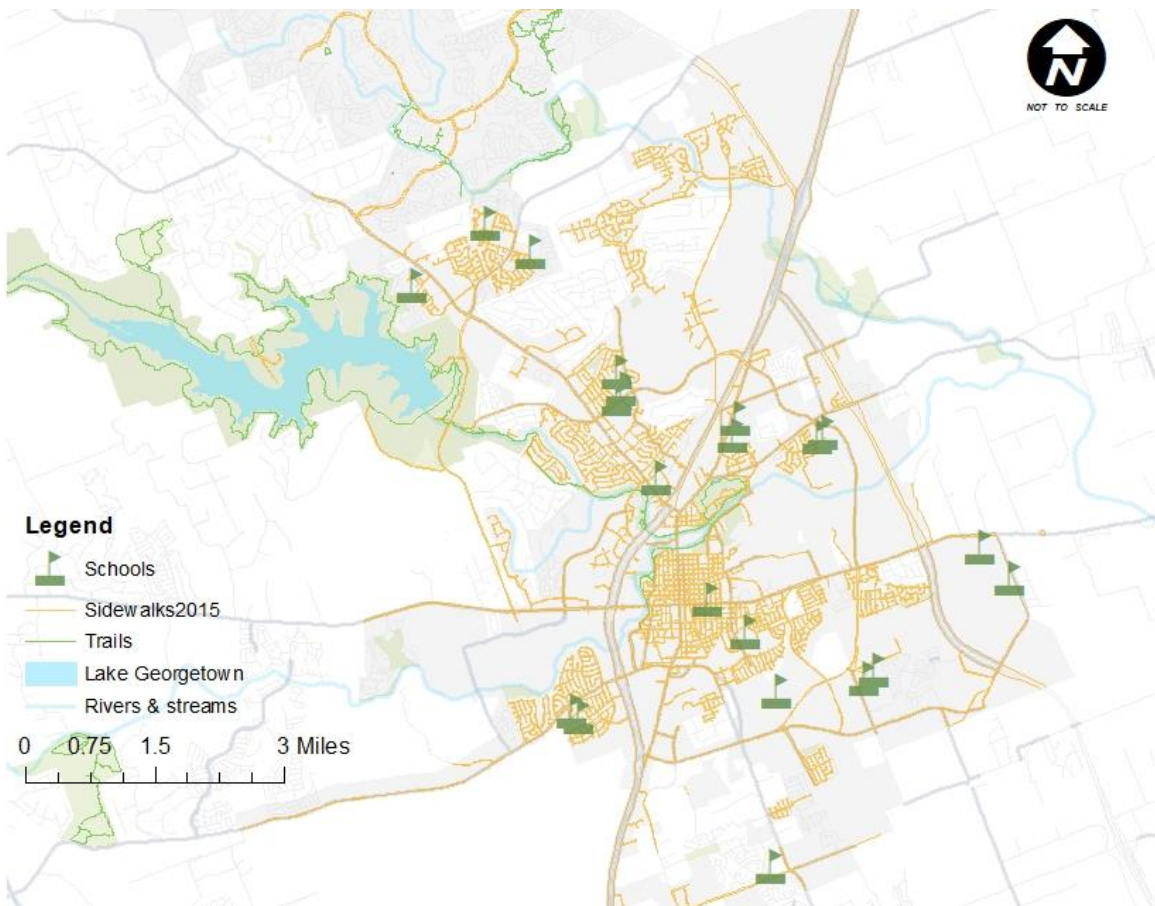 N
NOT TO SCALE
Legend
Schools
Sidewalks2015
Trails
Lake Georgetown
Rivers & streams
0 0.75 1.5 3 Miles